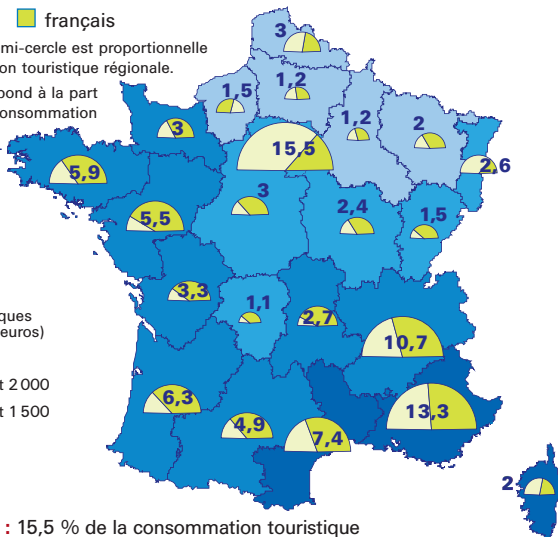 français
mi-cercle est proportionnelle
on touristique régionale.
pond à la part
onsommation
3
1,5
1,2
1,2
2
2,6
3
15,5
5,9
5,5
3
2,4
1,5
3,3
1,1
2,7
10,7
6,3
4,9
7,4
13,3
2
ques
euros)
t 2 000
t 1 500
: 15,5 % de la consommation touristique